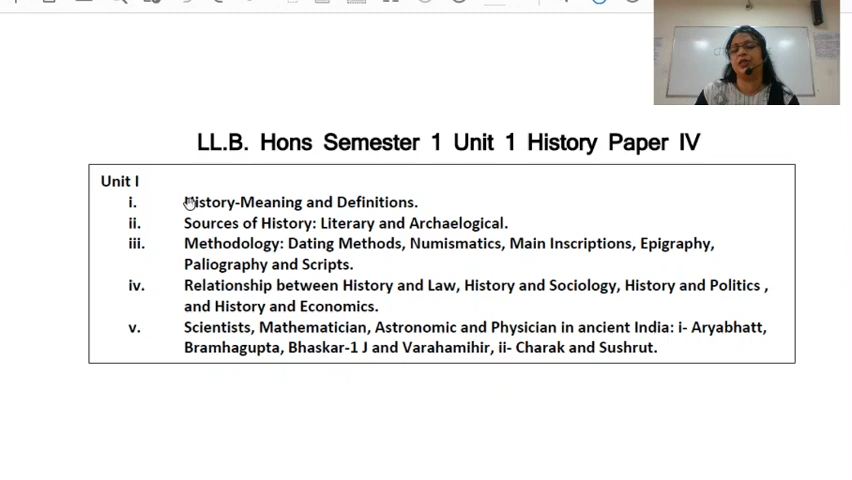 LL.B. Hons Semester 1 Unit 1 History Paper IV
Unit I
i. History-Meaning and Definitions.
ii. Sources of History: Literary and Archaelogical.
iii. Methodology: Dating Methods, Numismatics, Main Inscriptions, Epigraphy,
Paliography and Scripts.
iv. Relationship between History and Law, History and Sociology, History and Politics ,
and History and Economics.
v. Scientists, Mathematician, Astronomic and Physician in ancient India: i- Aryabhatt,
Bramhagupta, Bhaskar-1 J and Varahamihir, ii- Charak and Sushrut.